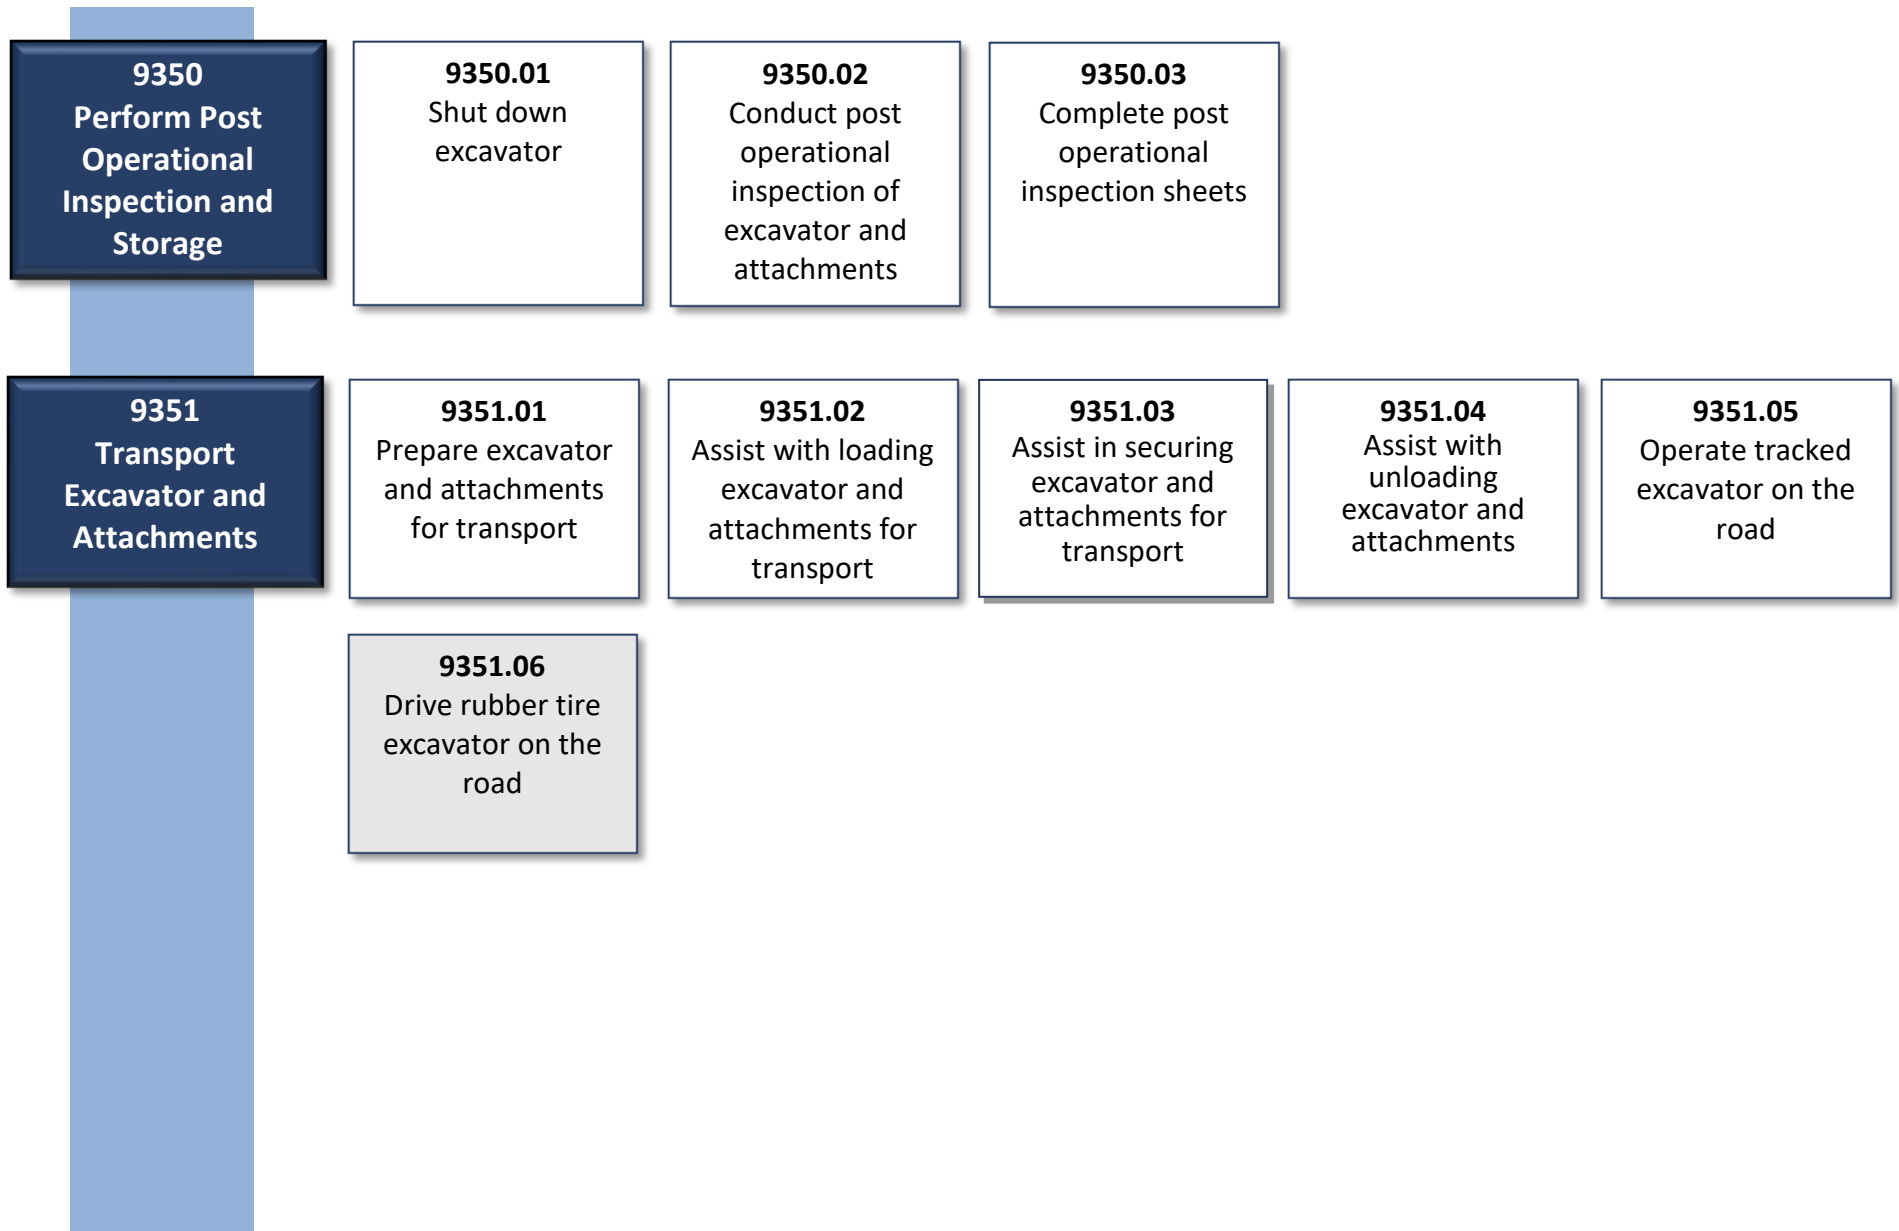 9350
Perform Post
Operational
Inspection and
Storage
9350.01
Shut down
excavator
9350.02
Conduct post
operational
inspection of
excavator and
attachments
9350.03
Complete post
operational
inspection sheets
9351
Transport
Excavator and
Attachments
9351.01
Prepare excavator
and attachments
for transport
9351.02
Assist with loading
excavator and
attachments for
transport
9351.03
Assist in securing
excavator and
attachments for
transport
9351.04
Assist with
unloading
excavator and
attachments
9351.05
Operate tracked
excavator on the
road
9351.06
Drive rubber tire
excavator on the
road